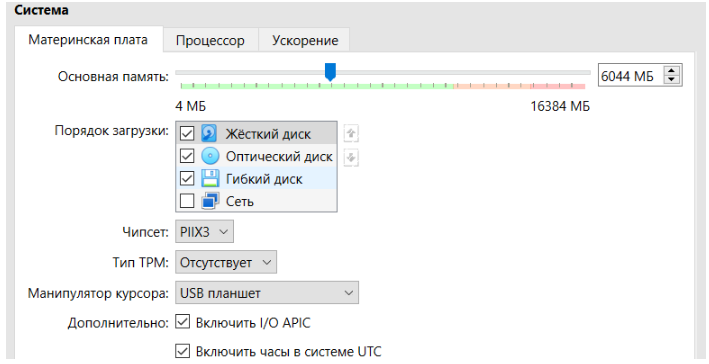 Система
Материнская плата Процессор Ускорение
Основная память: 6044 МБ
4 МБ 16384 МБ
Порядок загрузки: Жёсткий диск
Оптический диск
Гибкий диск
Сеть
Чипсет: PIIX3
Тип TPM: Отсутствует
Манипулятор курсора: USB планшет
Дополнительно: Включить I/O APIC
Включить часы в системе UTC